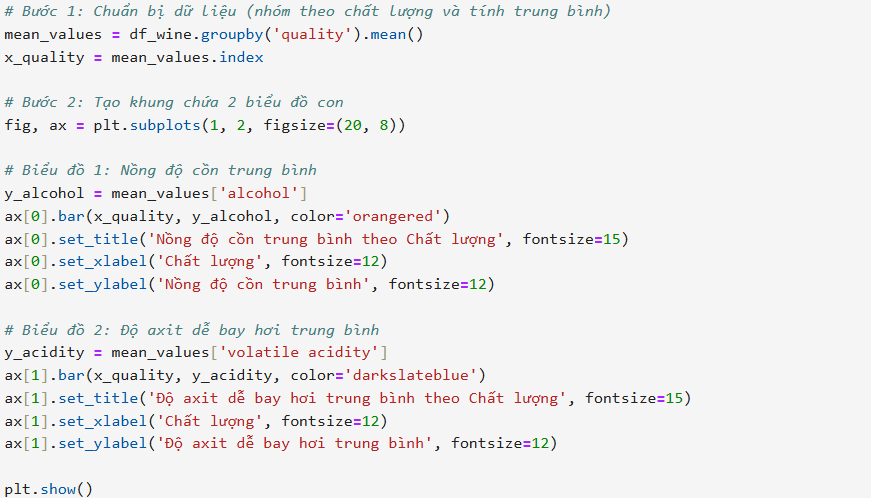 # Bước 1: Chuẩn bị dữ liệu (nhóm theo chất lượng và tính trung bình)
mean_values = df_wine.groupby('quality').mean()
x_quality = mean_values.index

# Bước 2: Tạo khung chứa 2 biểu đồ con
fig, ax = plt.subplots(1, 2, figsize=(20, 8))

# Biểu đồ 1: Nồng độ cồn trung bình
y_alcohol = mean_values['alcohol']
ax[0].bar(x_quality, y_alcohol, color='orangered')
ax[0].set_title('Nồng độ cồn trung bình theo Chất lượng', fontsize=15)
ax[0].set_xlabel('Chất lượng', fontsize=12)
ax[0].set_ylabel('Nồng độ cồn trung bình', fontsize=12)

# Biểu đồ 2: Độ axit dễ bay hơi trung bình
y_acidity = mean_values['volatile acidity']
ax[1].bar(x_quality, y_acidity, color='darkslateblue')
ax[1].set_title('Độ axit dễ bay hơi trung bình theo Chất lượng', fontsize=15)
ax[1].set_xlabel('Chất lượng', fontsize=12)
ax[1].set_ylabel('Độ axit dễ bay hơi trung bình', fontsize=12)

plt.show()